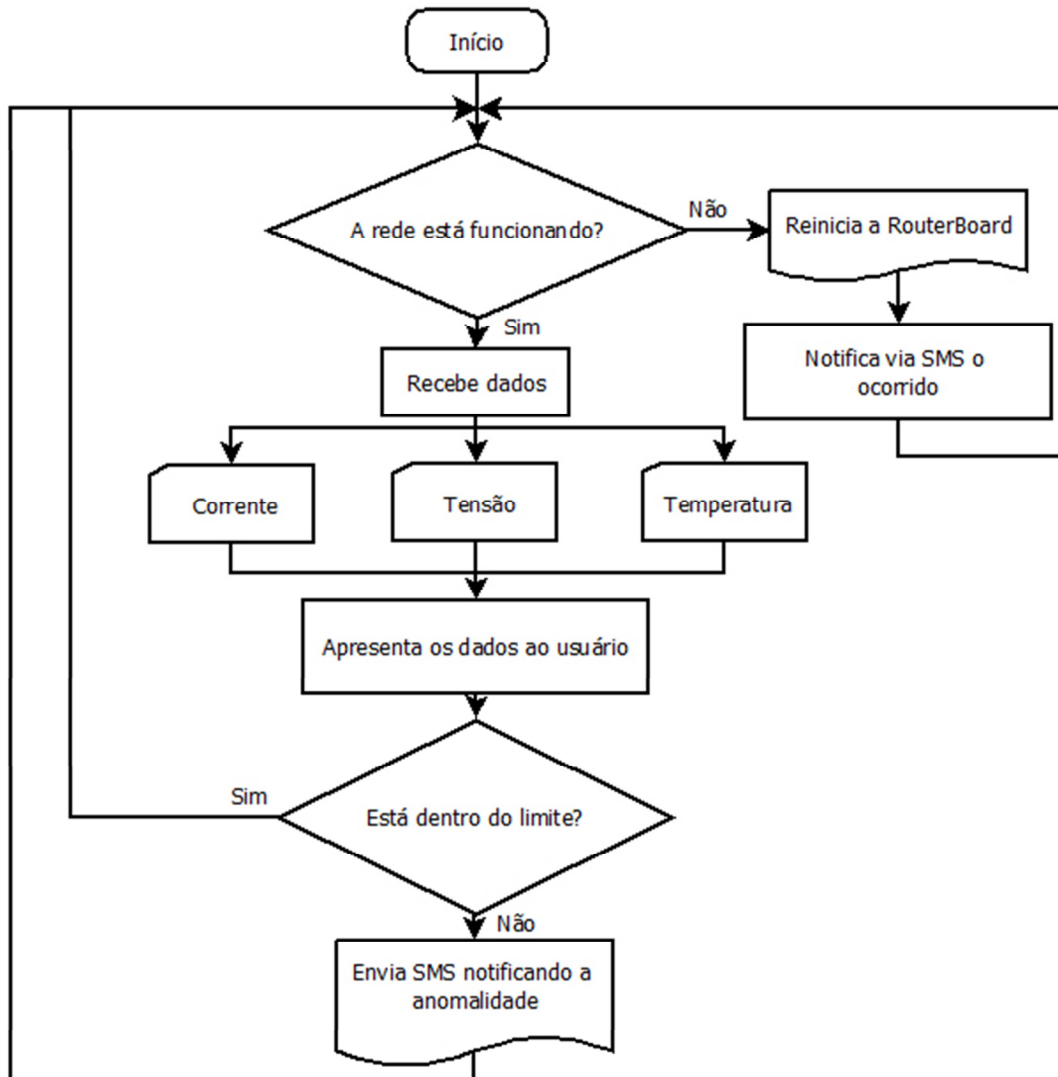 Início
A rede está funcionando?
Não
Reinicia a RouterBoard
Sim
Notifica via SMS o
ocorrido
Recebe dados
Corrente
Tensão
Temperatura
Apresenta os dados ao usuário
Sim
Está dentro do limite?
Não
Envia SMS notificando a
anomalidade